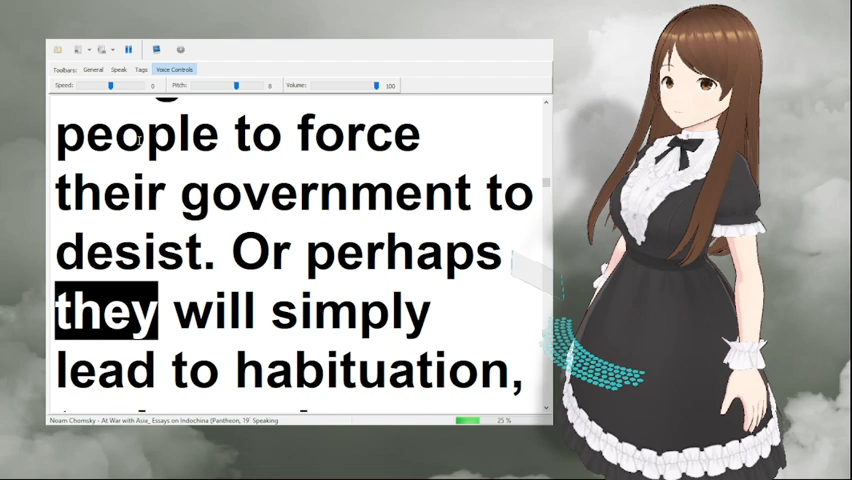 Toolbars: General Speak Tags Voice Controls
Speed: 0 Pitch: 8 Volume: 100
people to force
their government to
desist. Or perhaps
they will simply
lead to habituation,
Noam Chomsky - At War with Asia_ Essays on Indochina (Pantheon, 19 Speaking 25 %